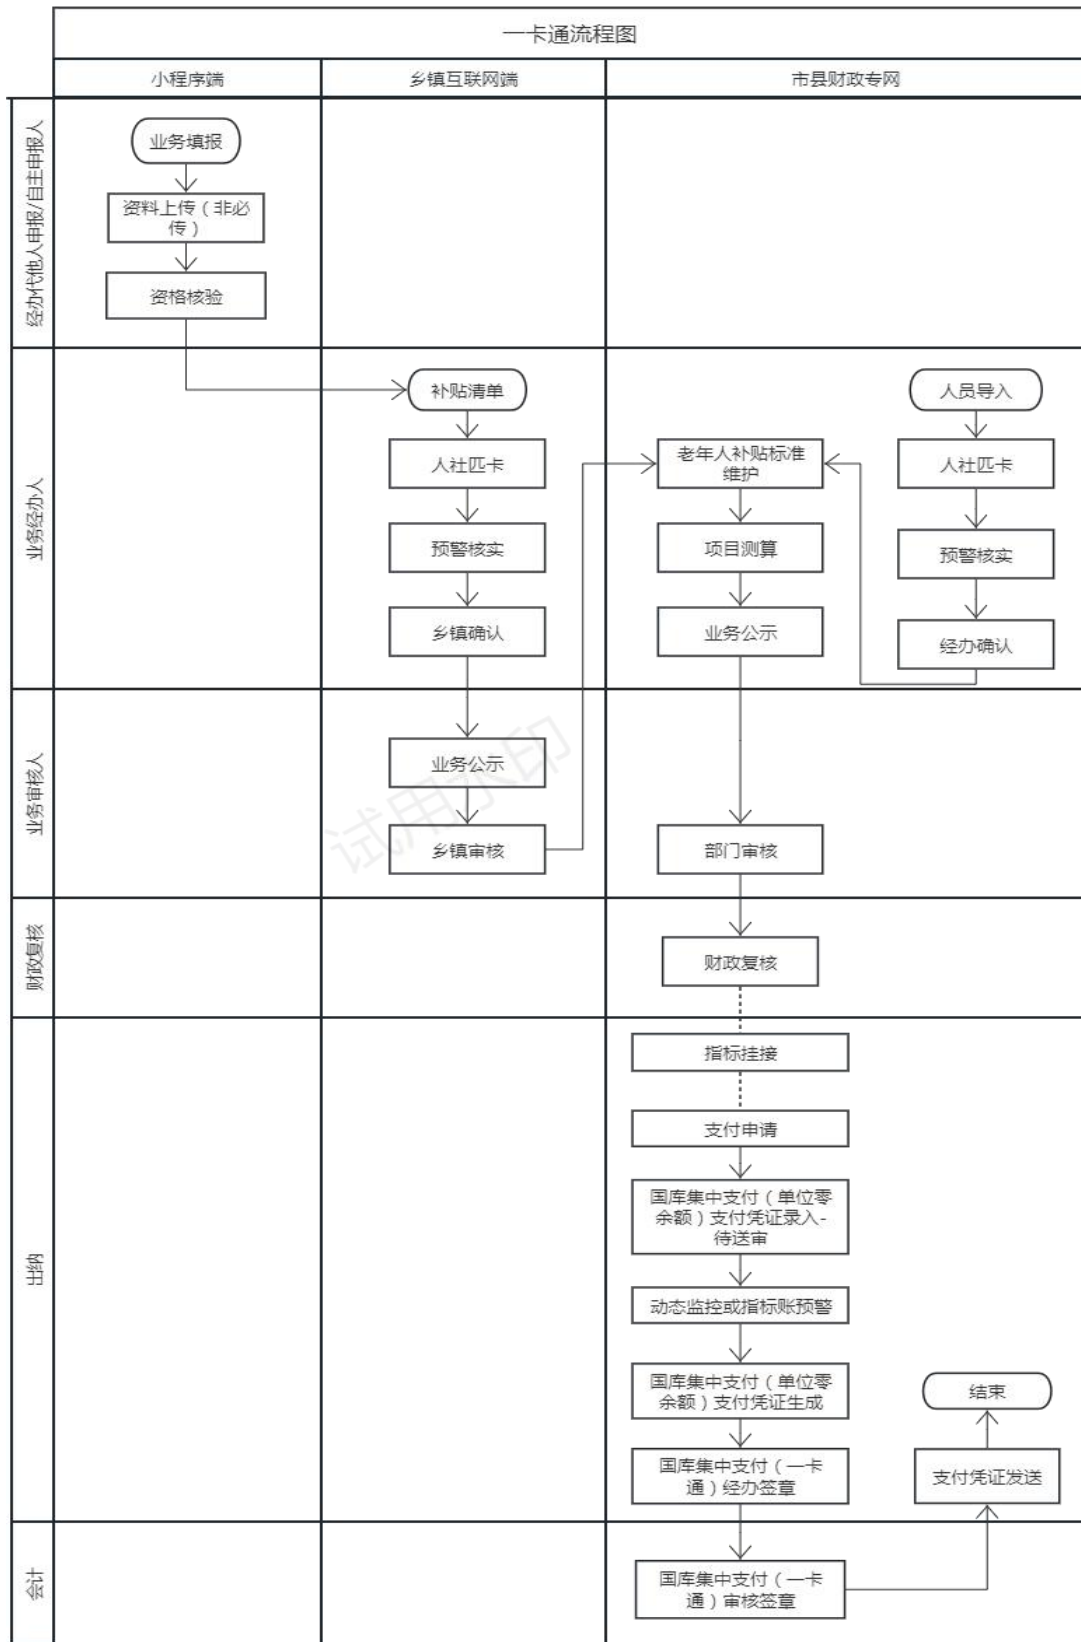 一卡通流程图
小程序端
乡镇互联网端
市县财政专网
经办代他人申报/自主申报人
业务填报
资料上传（非必
传）
资格核验
业务经办人
补贴清单
人社匹卡
预警核实
乡镇确认
老年人补贴标准
维护
项目测算
业务公示
人员导入
人社匹卡
预警核实
经办确认
业务审核人
业务公示
乡镇审核
部门审核
试用水印
财政复核
财政复核
出纳
指标挂接
支付申请
国库集中支付（单位零
余额）支付凭证录入-
待送审
动态监控或指标账预警
国库集中支付（单位零
余额）支付凭证生成
国库集中支付（一卡
通）经办签章
结束
支付凭证发送
会计
国库集中支付（一卡
通）审核签章